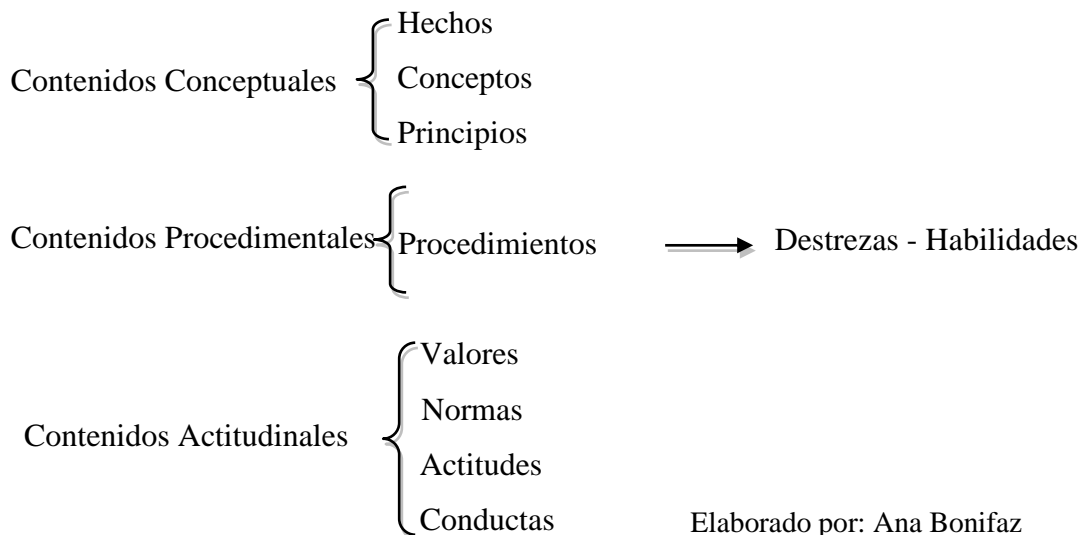 Hechos
Contenidos Conceptuales
Conceptos
Principios
Contenidos Procedimentales
Procedimientos
Destrezas - Habilidades
Valores
Normas
Contenidos Actitudinales
Actitudes
Conductas
Elaborado por: Ana Bonifaz